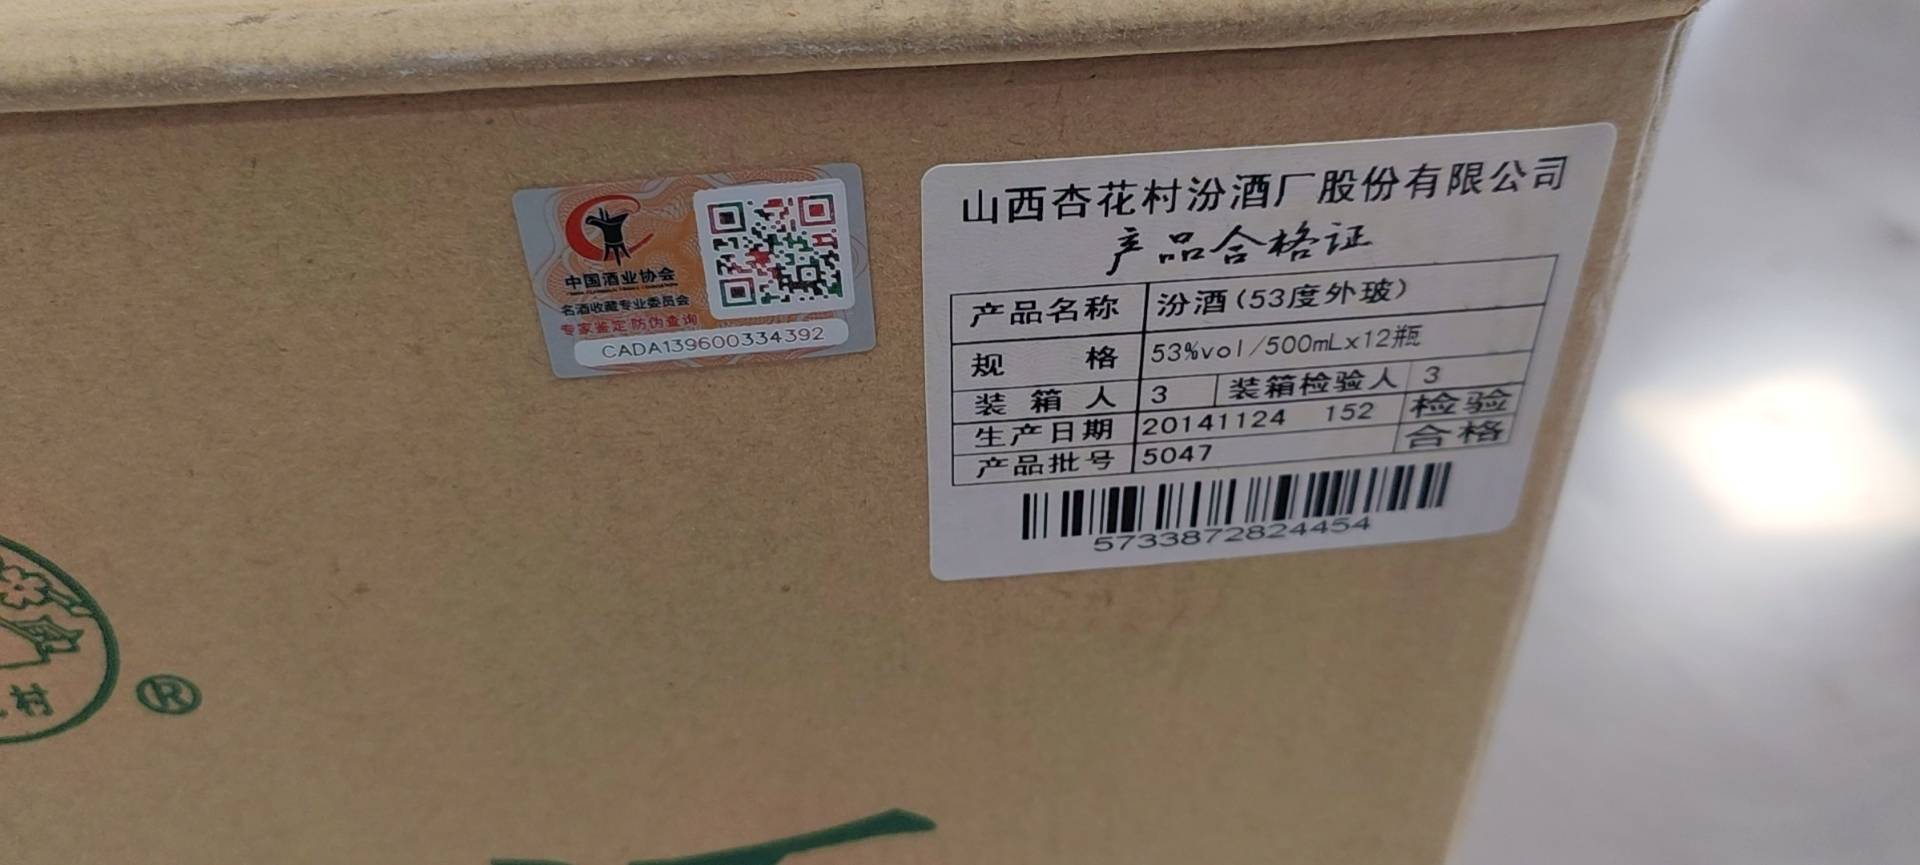 中国酒业协会
名酒收藏专业委员会
专家鉴定 防伪查询
CADA139600334392
山西杏花村汾酒厂股份有限公司
产品合格证
产品名称 汾酒(53度外玻)
规 格 53%vol/500mLx12瓶
装 箱 人 3 装箱检验人 3
生产日期 20141124 152 检验
合格
产品批号 5047
5733872824454
村
®